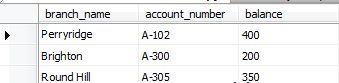 branch_name account_number balance
Perryridge A-102 400
Brighton A-300 200
Round Hill A-305 350